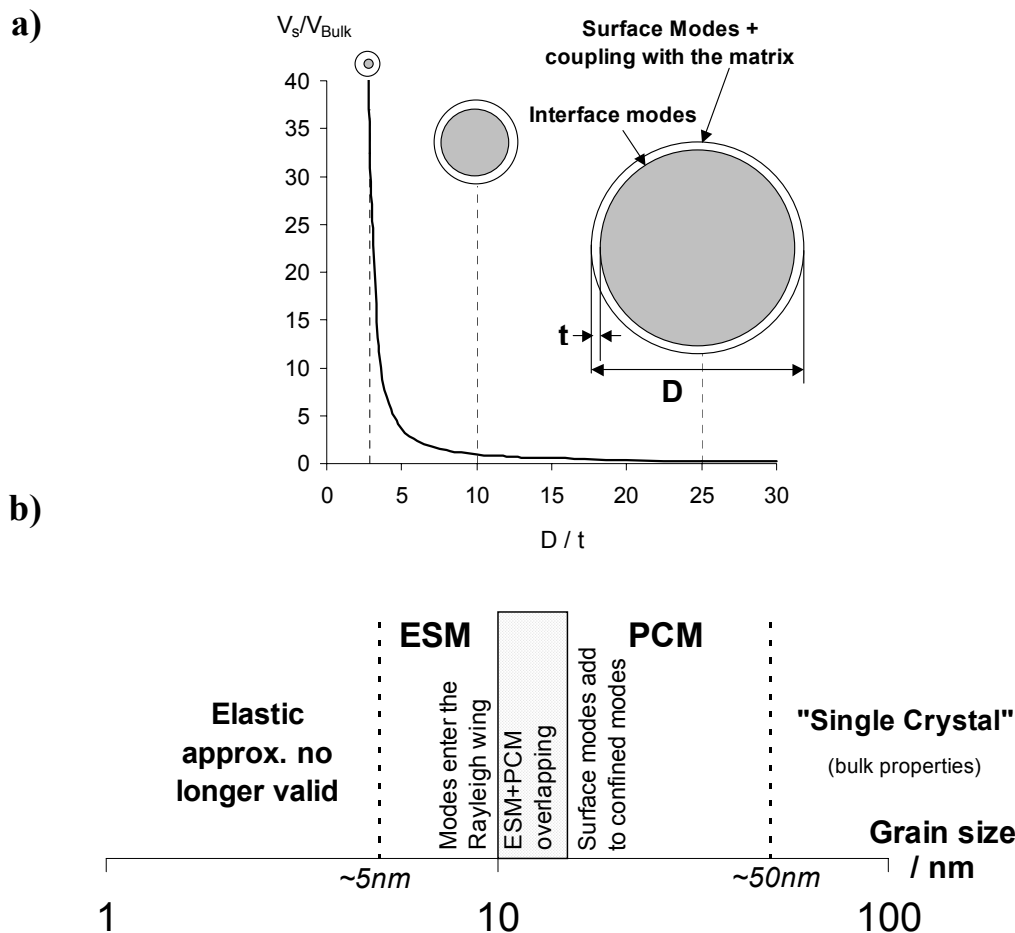 a)
Vs/VBulk
Surface Modes +
coupling with the matrix
Interface modes
40
35
30
25
20
15
10
5
0
t
D
0 5 10 15 20 25 30
D / t
b)
ESM
PCM
Elastic
approx. no
longer valid
Modes enter the
Rayleigh wing
ESM+PCM
overlapping
Surface modes add
to confined modes
"Single Crystal"
(bulk properties)
Grain size
/ nm
~5nm
~50nm
1 10 100